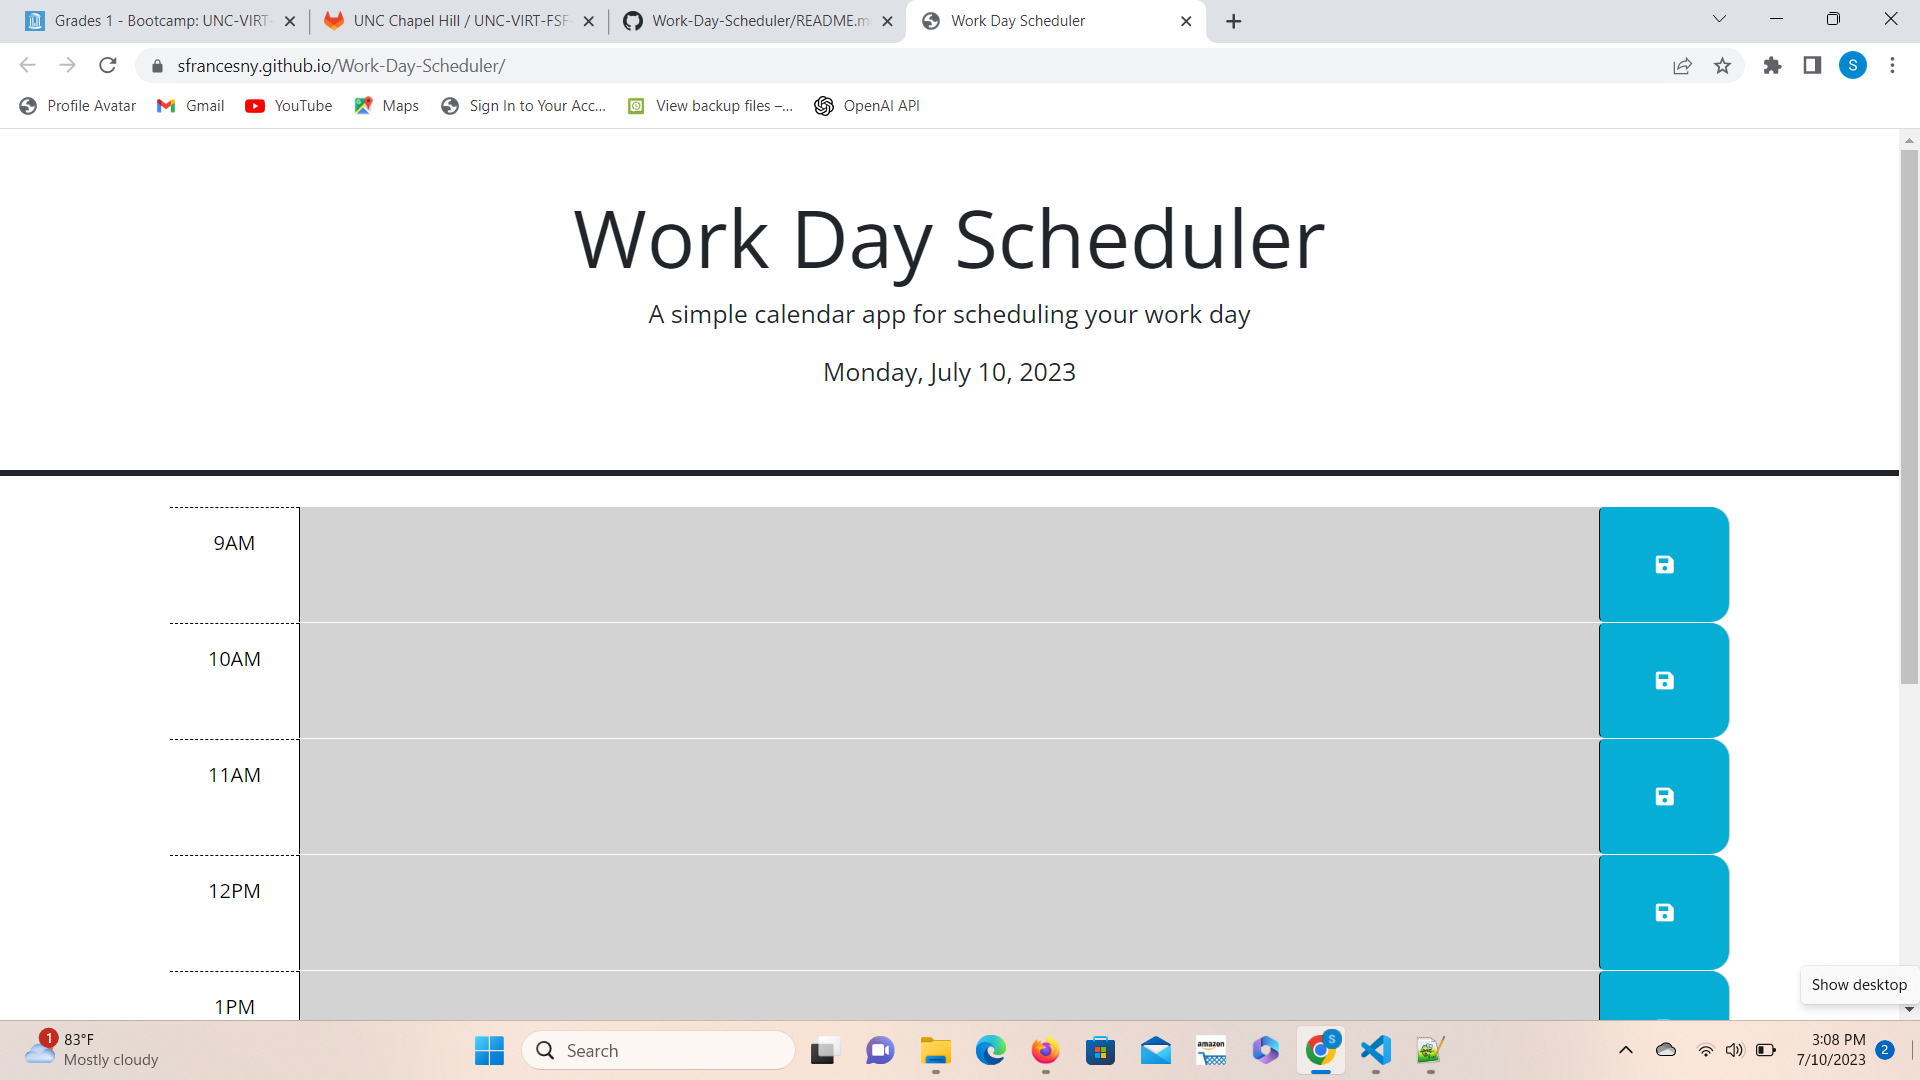 Grades 1 - Bootcamp: UNC-VIRT-
UNC Chapel Hill / UNC-VIRT-FSF-
Work-Day-Scheduler/README.m
Work Day Scheduler
sfrancesny.github.io/Work-Day-Scheduler/
S
Profile Avatar
Gmail
YouTube
Maps
Sign In to Your Acc...
View backup files –...
OpenAI API
Work Day Scheduler
A simple calendar app for scheduling your work day
Monday, July 10, 2023
9AM
10AM
11AM
12PM
1PM
Show desktop
1
83°F
Mostly cloudy
Search
amazon
S
3:08 PM
7/10/2023
2